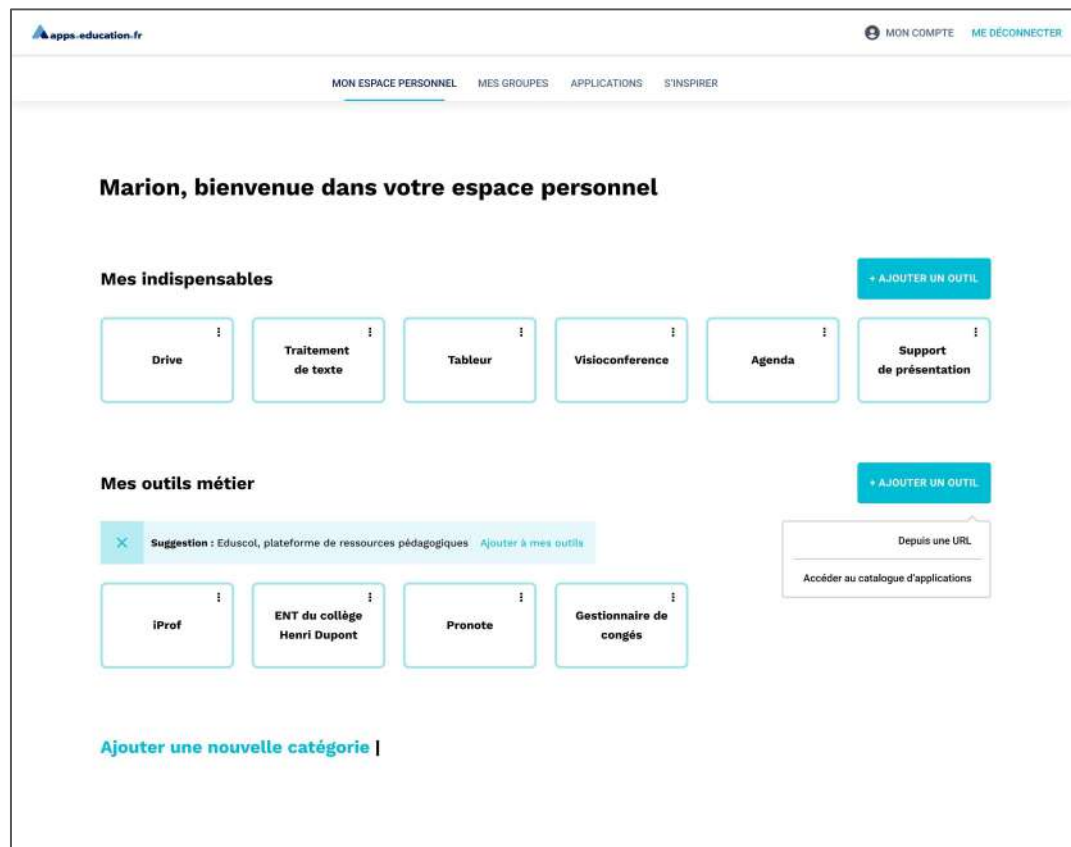 apps.education.fr
MON COMPTE ME DÉCONNECTER
MON ESPACE PERSONNEL MES GROUPES APPLICATIONS S'INSPIRER
Marion, bienvenue dans votre espace personnel
Mes indispensables
+ AJOUTER UN OUTIL
Drive
Traitement
de texte
Tableur
Visioconference
Agenda
Support
de présentation
Mes outils métier
+ AJOUTER UN OUTIL
Suggestion : Eduscol, plateforme de ressources pédagogiques Ajouter à mes outils
Depuis une URL
Accéder au catalogue d'applications
iProf
ENT du collège
Henri Dupont
Pronote
Gestionnaire de
congés
Ajouter une nouvelle catégorie |